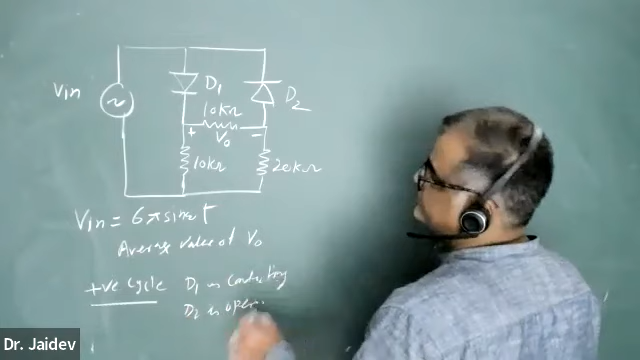 Vin
D1
10kΩ
D2
+ Vo -
10kΩ
20kΩ
Vin = 6π sin t
Average value of Vo
+ve cycle D1 is conducting
D2 is open
Dr. Jaidev